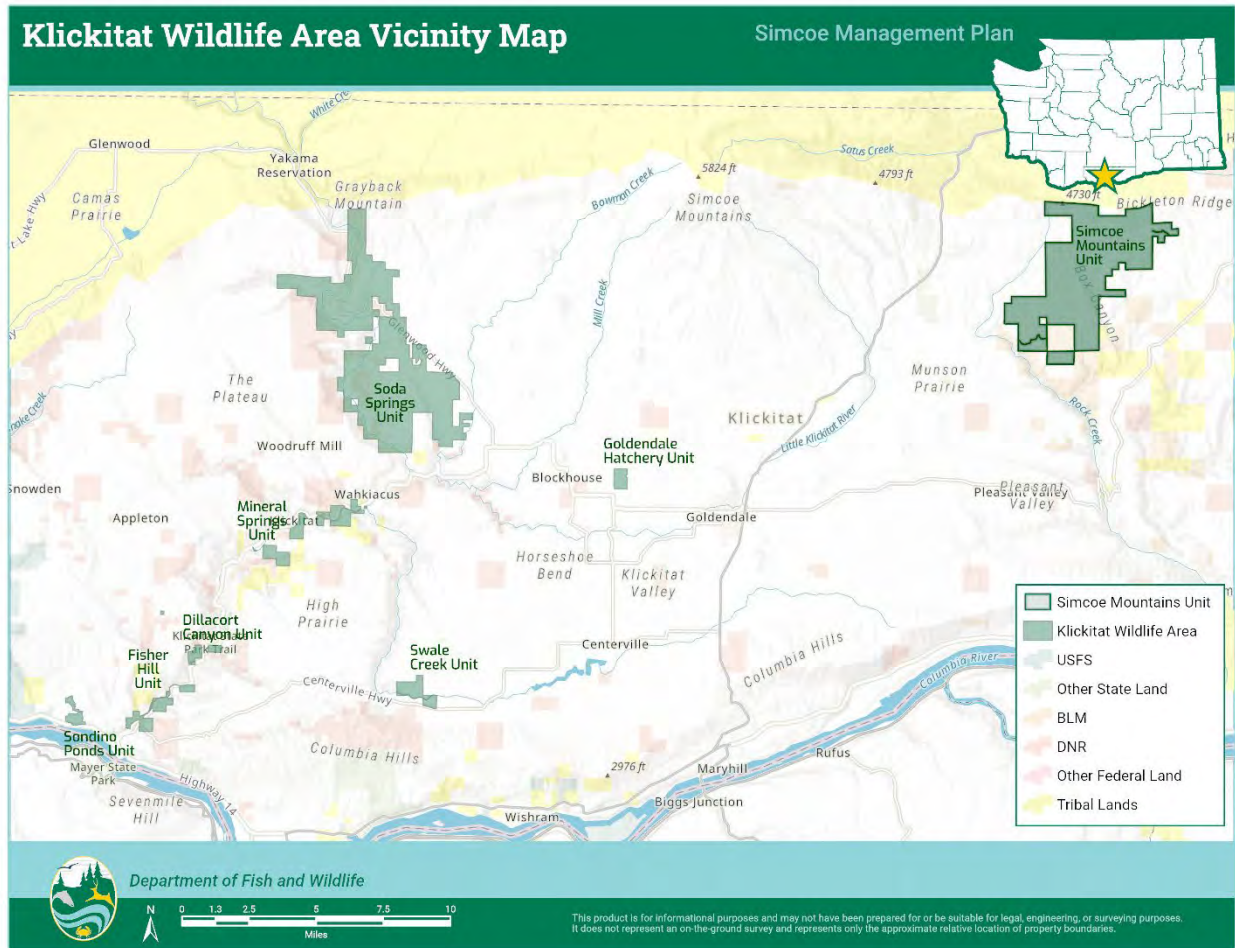 Klickitat Wildlife Area Vicinity Map
Simcoe Management Plan
Glenwood
White Cr
Yakama
Reservation
Grayback
Mountain
Camas
Prairie
t Lake Hwy
Bowman Creek
5824 ft
Satus Creek
4793 ft
Simcoe
Mountains
4730 ft
Bickleton Ridge
H
Simcoe
Mountains
Unit
Box Canyon
Mill Creek
Glenwood Hwy
The
Plateau
Soda
Springs
Unit
Munson
Prairie
Klickitat
Little Klickitat River
Rock Creek
Woodruff Mill
Goldendale
Hatchery Unit
Blockhouse
Snowden
Wahkiacus
Appleton
Mineral
Springs
Unit
Klickitat
Goldendale
Pleasant Valley
Pleasant
Valley
Horseshoe
Bend
Klickitat
Valley
High
Prairie
Dillacort
Canyon Unit
Park Trail
Fisher
Hill
Unit
Swale
Creek Unit
Centerville
Centerville Hwy
Columbia Hills
Columbia River
Sondino
Ponds Unit
Mayer State
Park
Columbia Hills
Highway 14
Sevenmile
Hill
2976 ft
Maryhill
Rufus
Biggs Junction
Wishram
Simcoe Mountains Unit
Klickitat Wildlife Area
USFS
Other State Land
BLM
DNR
Other Federal Land
Tribal Lands
Department of Fish and Wildlife
N
0 1.3 2.5 5 7.5 10
Miles
This product is for informational purposes and may not have been prepared for or be suitable for legal, engineering, or surveying purposes.
It does not represent an on-the-ground survey and represents only the approximate relative location of property boundaries.